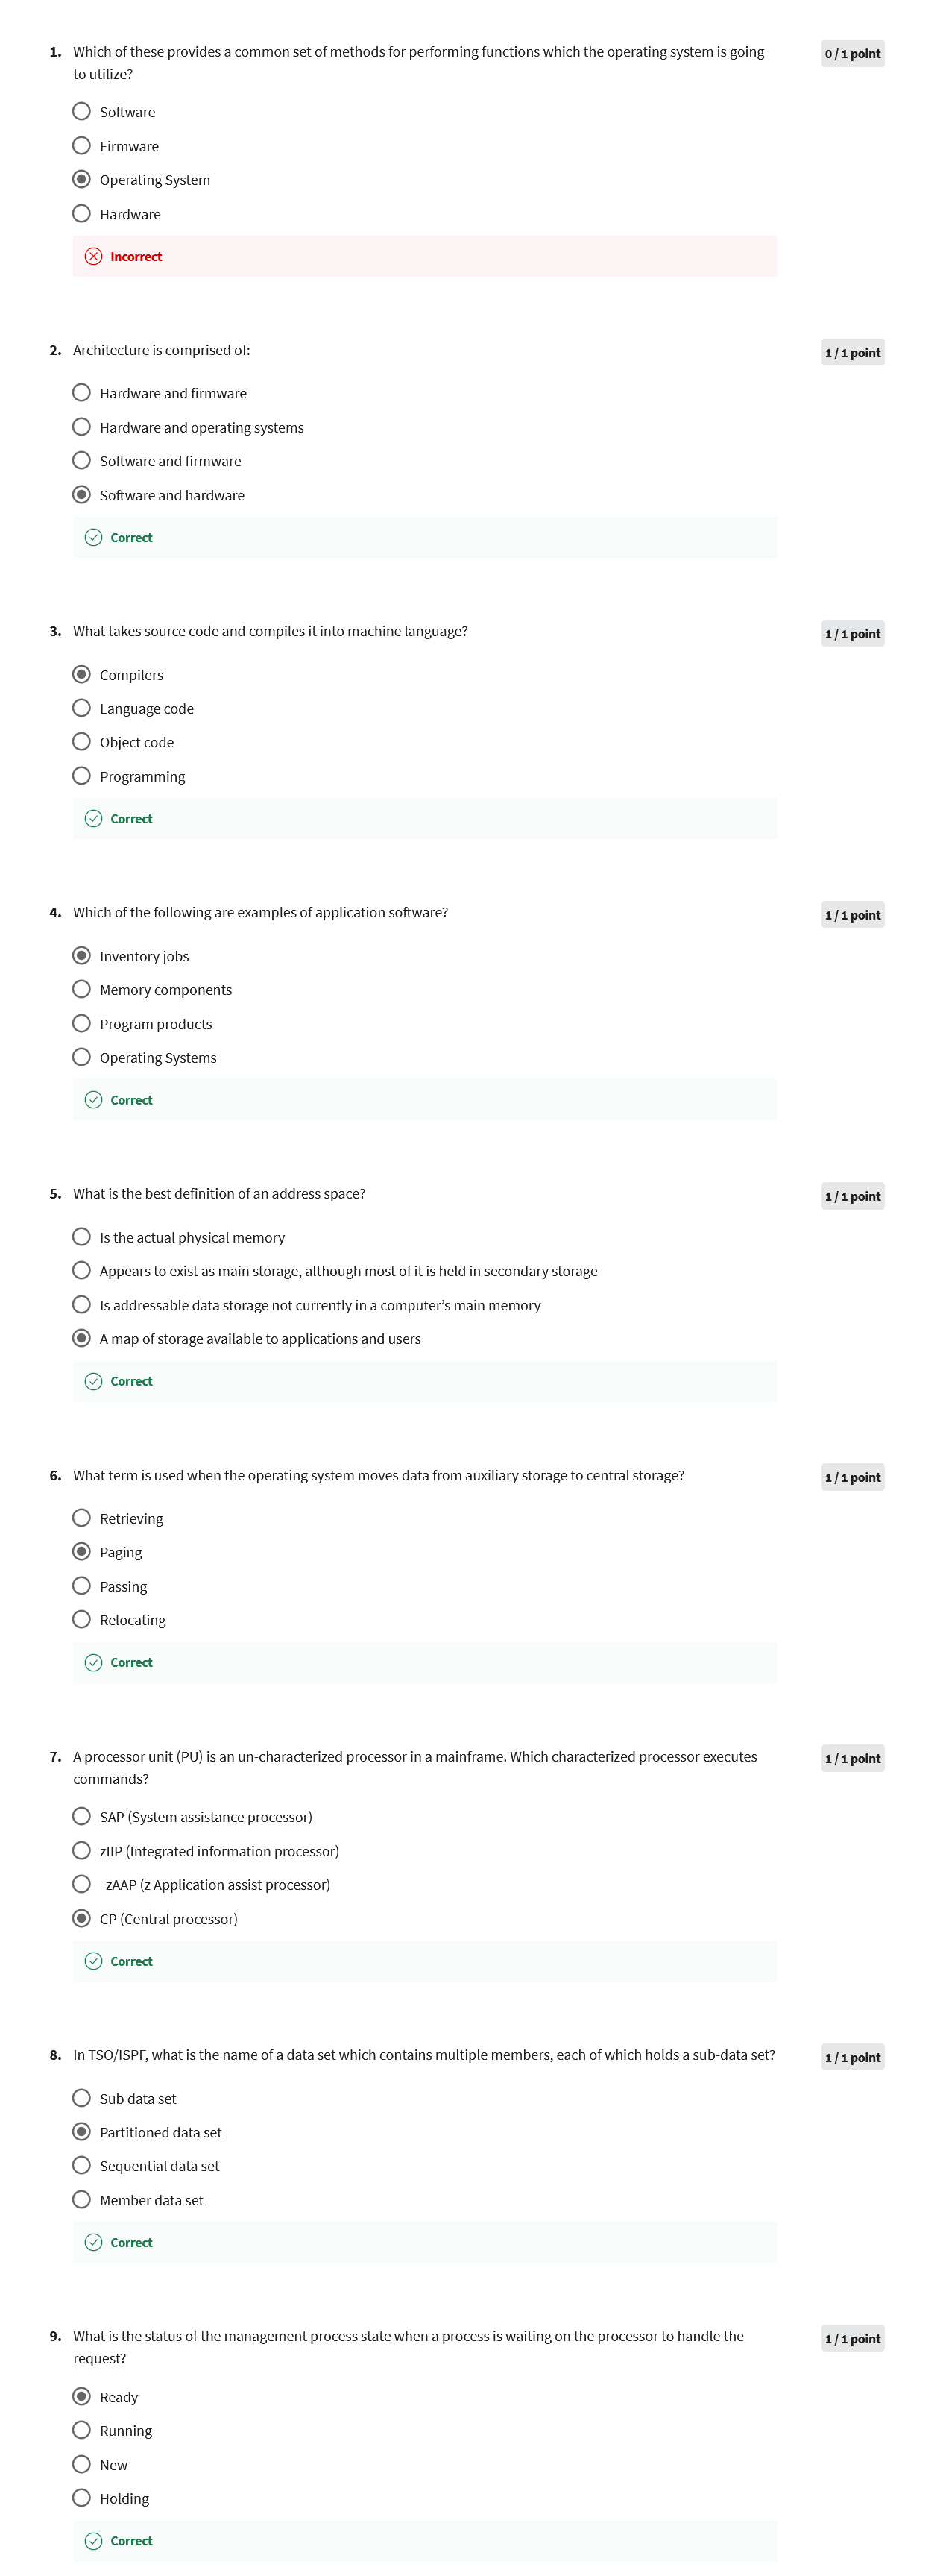 1. Which of these provides a common set of methods for performing functions which the operating system is going
0 / 1 point
to utilize?
Software
Firmware
Operating System
Hardware
Incorrect
2. Architecture is comprised of:
1 / 1 point
Hardware and firmware
Hardware and operating systems
Software and firmware
Software and hardware
Correct
3. What takes source code and compiles it into machine language?
1 / 1 point
Compilers
Language code
Object code
Programming
Correct
4. Which of the following are examples of application software?
1 / 1 point
Inventory jobs
Memory components
Program products
Operating Systems
Correct
5. What is the best definition of an address space?
1 / 1 point
Is the actual physical memory
Appears to exist as main storage, although most of it is held in secondary storage
Is addressable data storage not currently in a computer’s main memory
A map of storage available to applications and users
Correct
6. What term is used when the operating system moves data from auxiliary storage to central storage?
1 / 1 point
Retrieving
Paging
Passing
Relocating
Correct
7. A processor unit (PU) is an un-characterized processor in a mainframe. Which characterized processor executes
1 / 1 point
commands?
SAP (System assistance processor)
zIIP (Integrated information processor)
zAAP (z Application assist processor)
CP (Central processor)
Correct
8. In TSO/ISPF, what is the name of a data set which contains multiple members, each of which holds a sub-data set?
1 / 1 point
Sub data set
Partitioned data set
Sequential data set
Member data set
Correct
9. What is the status of the management process state when a process is waiting on the processor to handle the
1 / 1 point
request?
Ready
Running
New
Holding
Correct